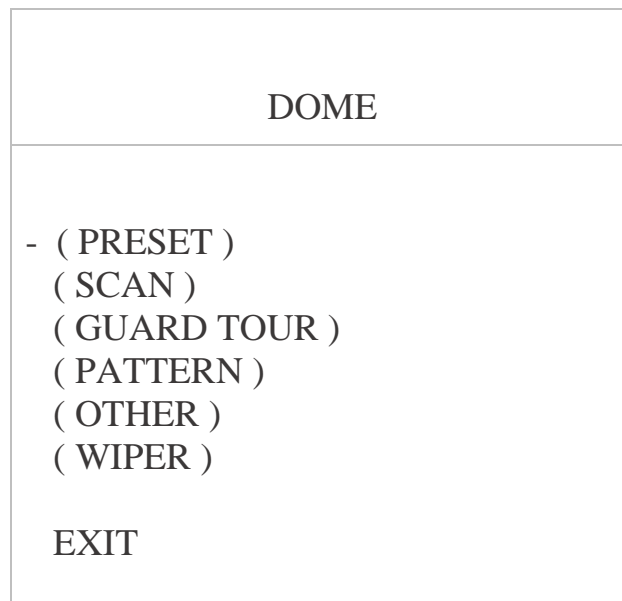 DOME
- ( PRESET )
( SCAN )
( GUARD TOUR )
( PATTERN )
( OTHER )
( WIPER )
EXIT